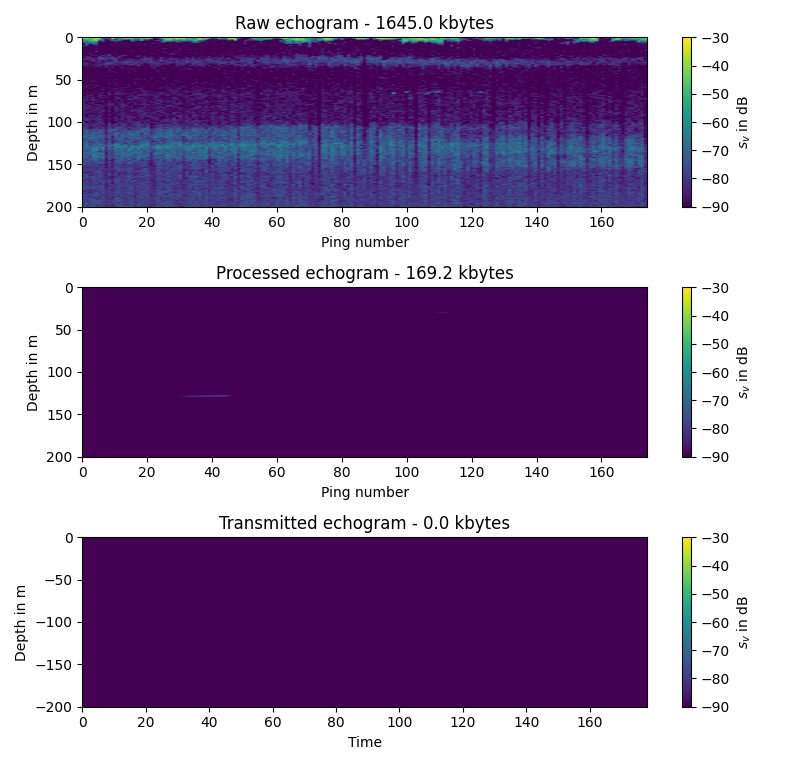 Raw echogram - 1645.0 kbytes
0
50
100
150
200
Depth in m
0 20 40 60 80 100 120 140 160
Ping number
−30
−40
−50
−60
−70
−80
−90
sv in dB
Processed echogram - 169.2 kbytes
0
50
100
150
200
Depth in m
0 20 40 60 80 100 120 140 160
Ping number
−30
−40
−50
−60
−70
−80
−90
sv in dB
Transmitted echogram - 0.0 kbytes
0
−50
−100
−150
−200
Depth in m
0 20 40 60 80 100 120 140 160
Time
−30
−40
−50
−60
−70
−80
−90
sv in dB